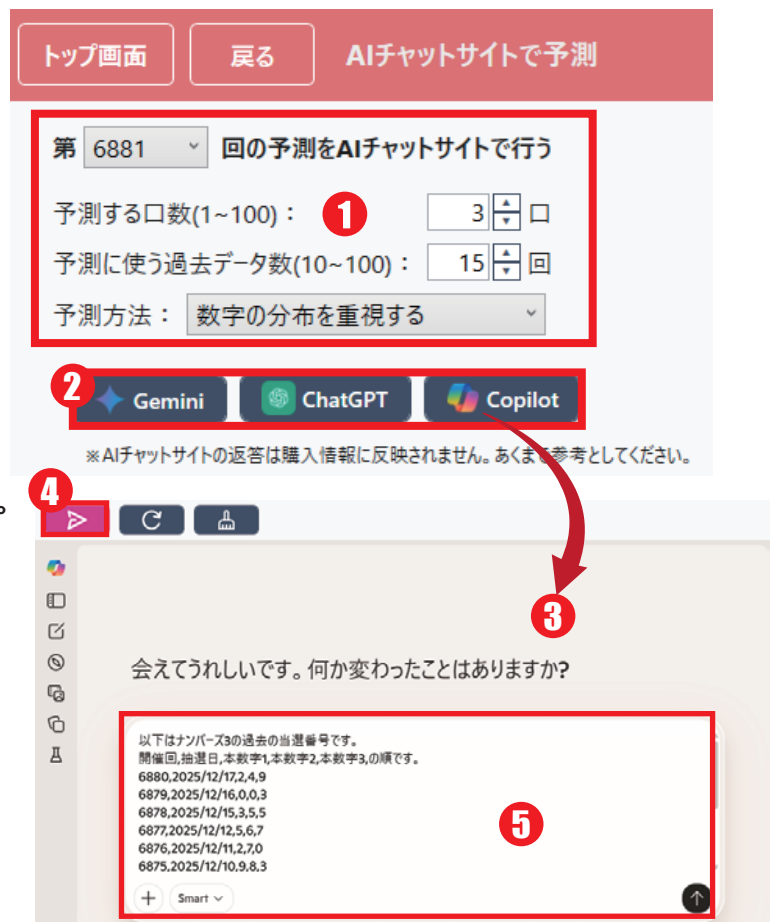 トップ画面 戻る AIチャットサイトで予測
第 6881 回の予測をAIチャットサイトで行う
予測する口数(1~100)： 1 3 口
予測に使う過去データ数(10~100)： 15 回
予測方法： 数字の分布を重視する
2 Gemini ChatGPT Copilot
※AIチャットサイトの返答は購入情報に反映されません。あくまで参考としてください。
4
。
3
会えてうれしいです。何か変わったことはありますか?
以下はナンバーズ3の過去の当選番号です。
開催回,抽選日,本数字1,本数字2,本数字3,の順です。
6880,2025/12/17,2,4,9
6879,2025/12/16,0,0,3
6878,2025/12/15,3,5,5
6877,2025/12/12,5,6,7
6876,2025/12/11,2,7,0
6875,2025/12/10,9,8,3
5
Smart